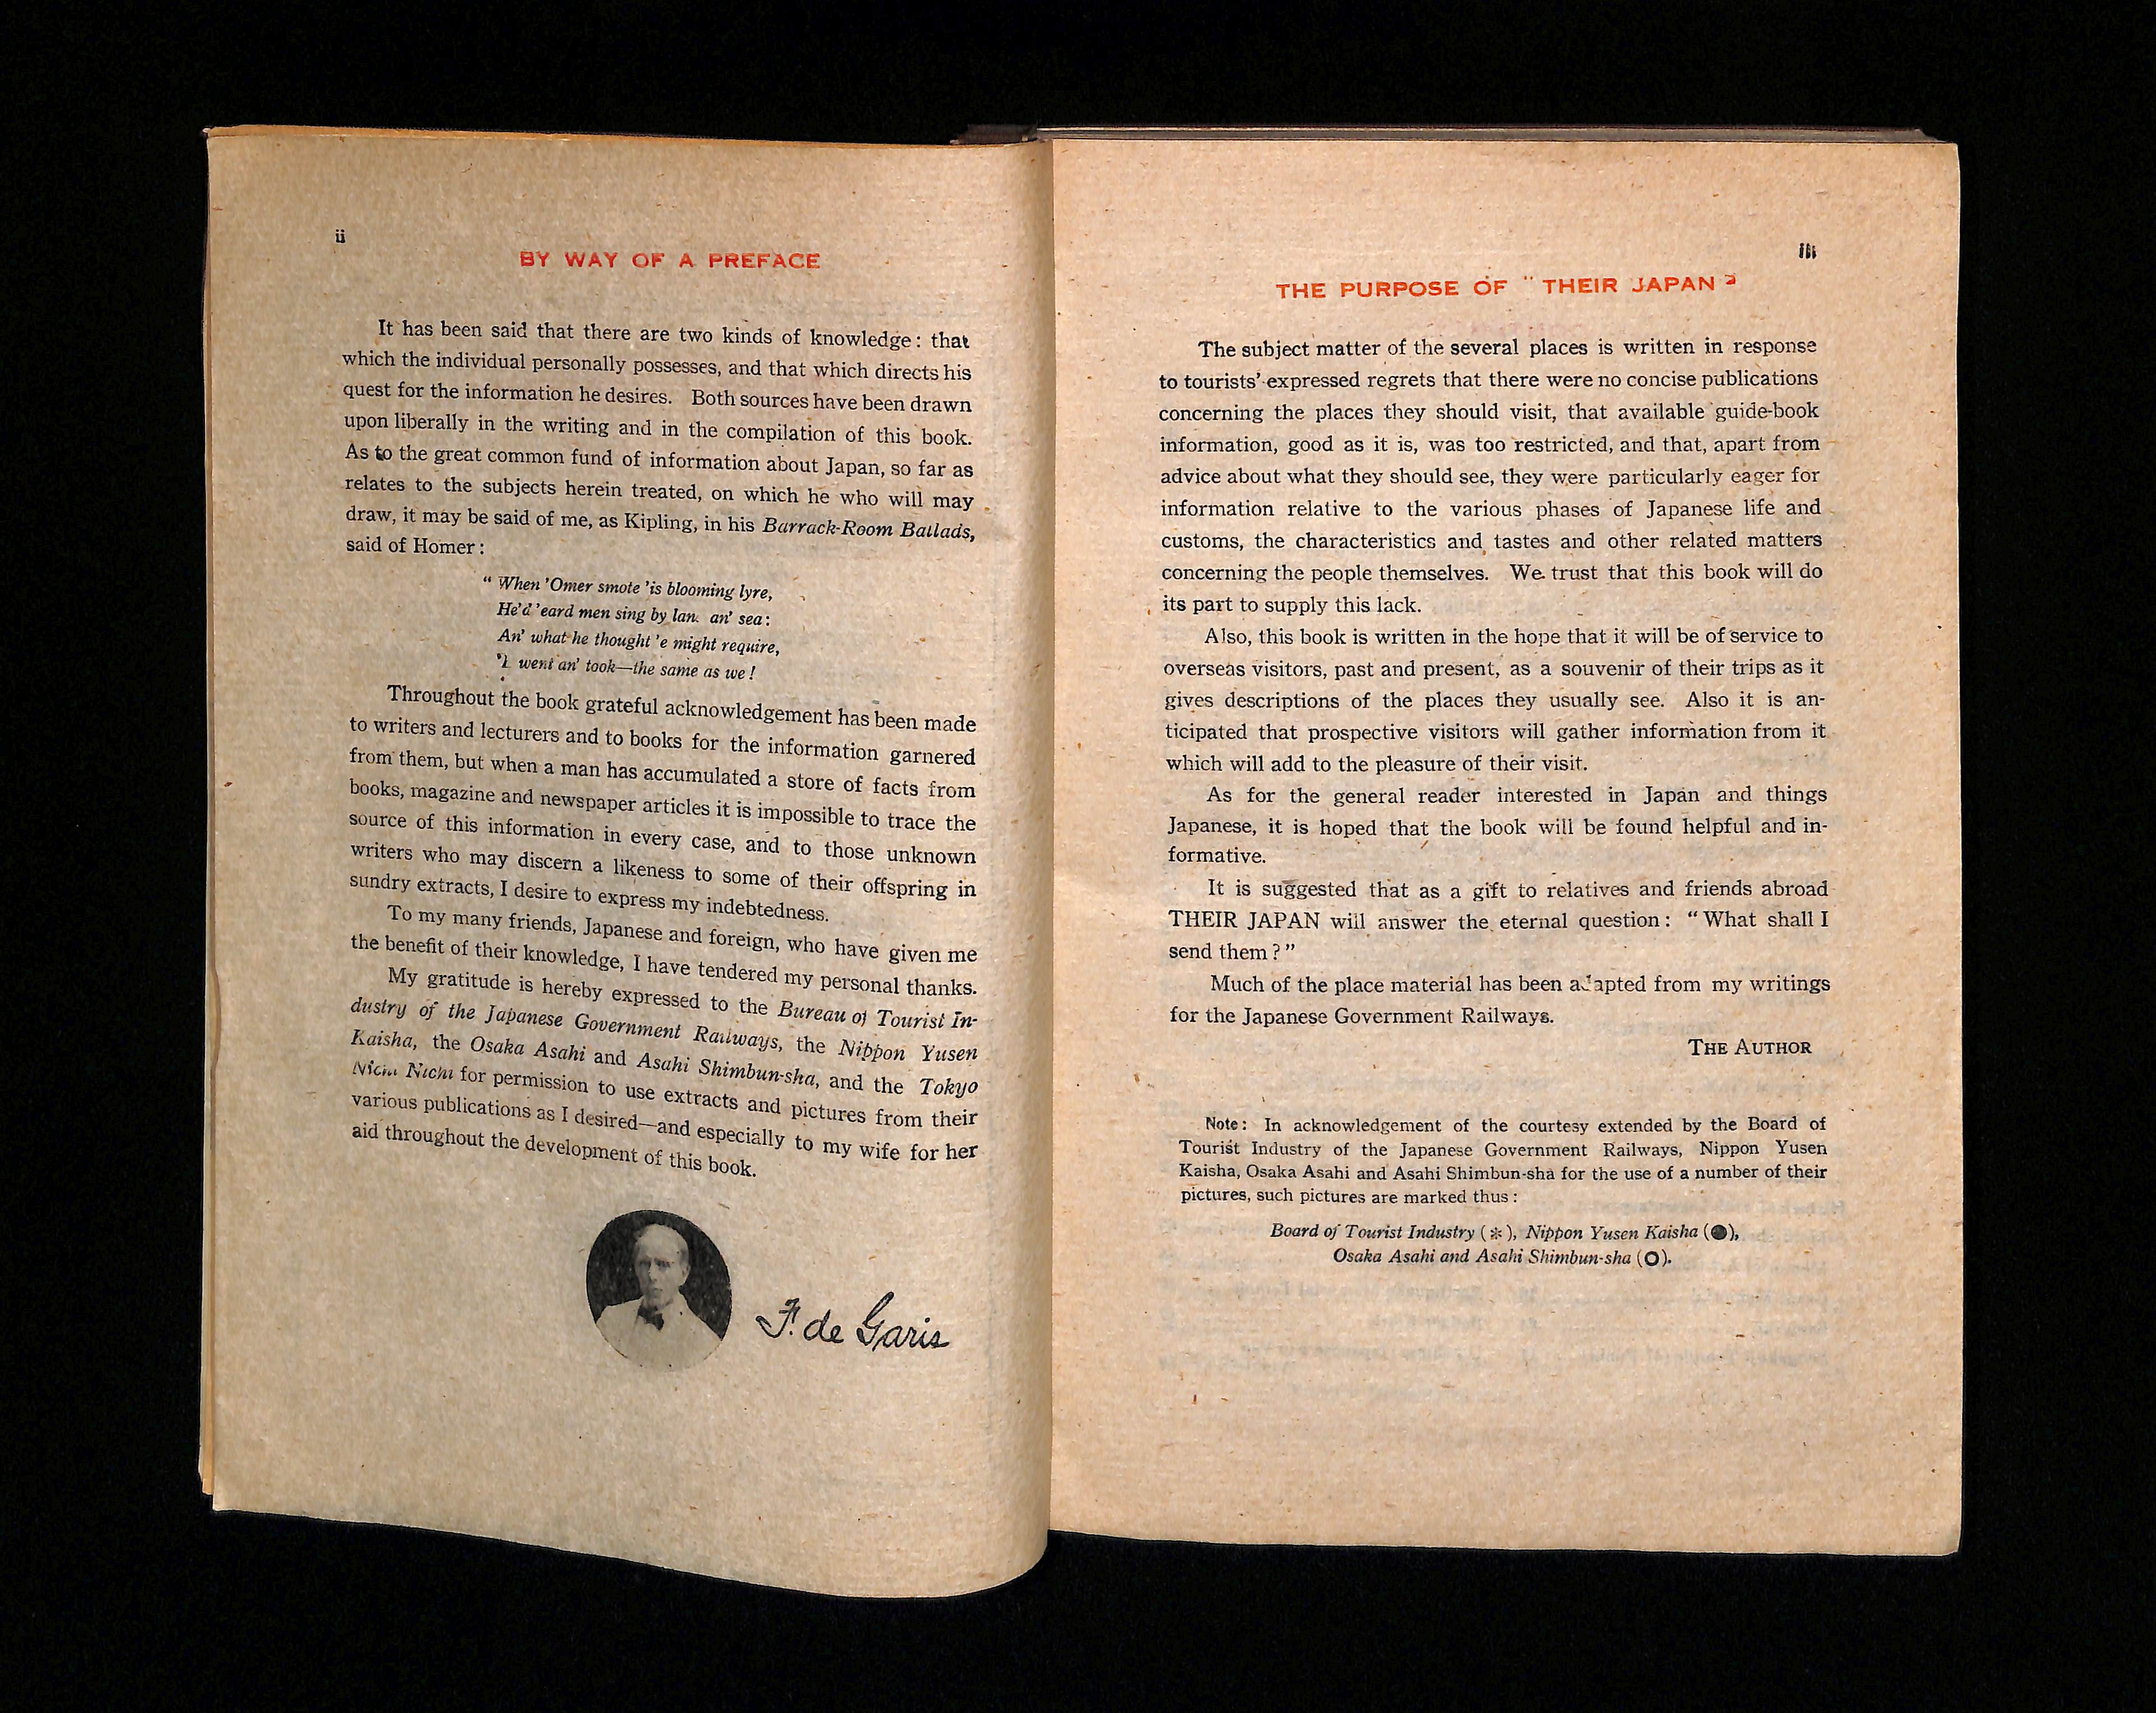 ii
BY WAY OF A PREFACE
It has been said that there are two kinds of knowledge: that
which the individual personally possesses, and that which directs his
quest for the information he desires. Both sources have been drawn
upon liberally in the writing and in the compilation of this book.
As to the great common fund of information about Japan, so far as
relates to the subjects herein treated, on which he who will may
draw, it may be said of me, as Kipling, in his Barrack-Room Ballads,
said of Homer:
“ When 'Omer smote 'is blooming lyre,
He'd 'eard men sing by lan. an' sea:
An' what he thought 'e might require,
went an' took—the same as we!
Throughout the book grateful acknowledgement has been made
to writers and lecturers and to books for the information garnered
from them, but when a man has accumulated a store of facts from
books, magazine and newspaper articles it is impossible to trace the
source of this information in every case, and to those unknown
writers who may discern a likeness to some of their offspring in
sundry extracts, I desire to express my indebtedness.
To my many friends, Japanese and foreign, who have given me
the benefit of their knowledge, I have tendered my personal thanks.
My gratitude is hereby expressed to the Bureau of Tourist In-
dustry of the Japanese Government Railways, the Nippon Yusen
Kaisha, the Osaka Asahi and Asahi Shimbun-sha, and the Tokyo
Nichi Nichi for permission to use extracts and pictures from their
various publications as I desired—and especially to my wife for her
aid throughout the development of this book.
F. de Garis
iii
THE PURPOSE OF "THEIR JAPAN"
The subject matter of the several places is written in response
to tourists' expressed regrets that there were no concise publications
concerning the places they should visit, that available guide-book
information, good as it is, was too restricted, and that, apart from
advice about what they should see, they were particularly eager for
information relative to the various phases of Japanese life and
customs, the characteristics and tastes and other related matters
concerning the people themselves. We trust that this book will do
its part to supply this lack.
Also, this book is written in the hope that it will be of service to
overseas visitors, past and present, as a souvenir of their trips as it
gives descriptions of the places they usually see. Also it is an-
ticipated that prospective visitors will gather information from it
which will add to the pleasure of their visit.
As for the general reader interested in Japan and things
Japanese, it is hoped that the book will be found helpful and in-
formative.
It is suggested that as a gift to relatives and friends abroad
THEIR JAPAN will answer the eternal question: “What shall I
send them?”
Much of the place material has been adapted from my writings
for the Japanese Government Railways.
THE AUTHOR
Note: In acknowledgement of the courtesy extended by the Board of
Tourist Industry of the Japanese Government Railways, Nippon Yusen
Kaisha, Osaka Asahi and Asahi Shimbun-sha for the use of a number of their
pictures, such pictures are marked thus:
Board of Tourist Industry (*), Nippon Yusen Kaisha (●),
Osaka Asahi and Asahi Shimbun-sha (○).